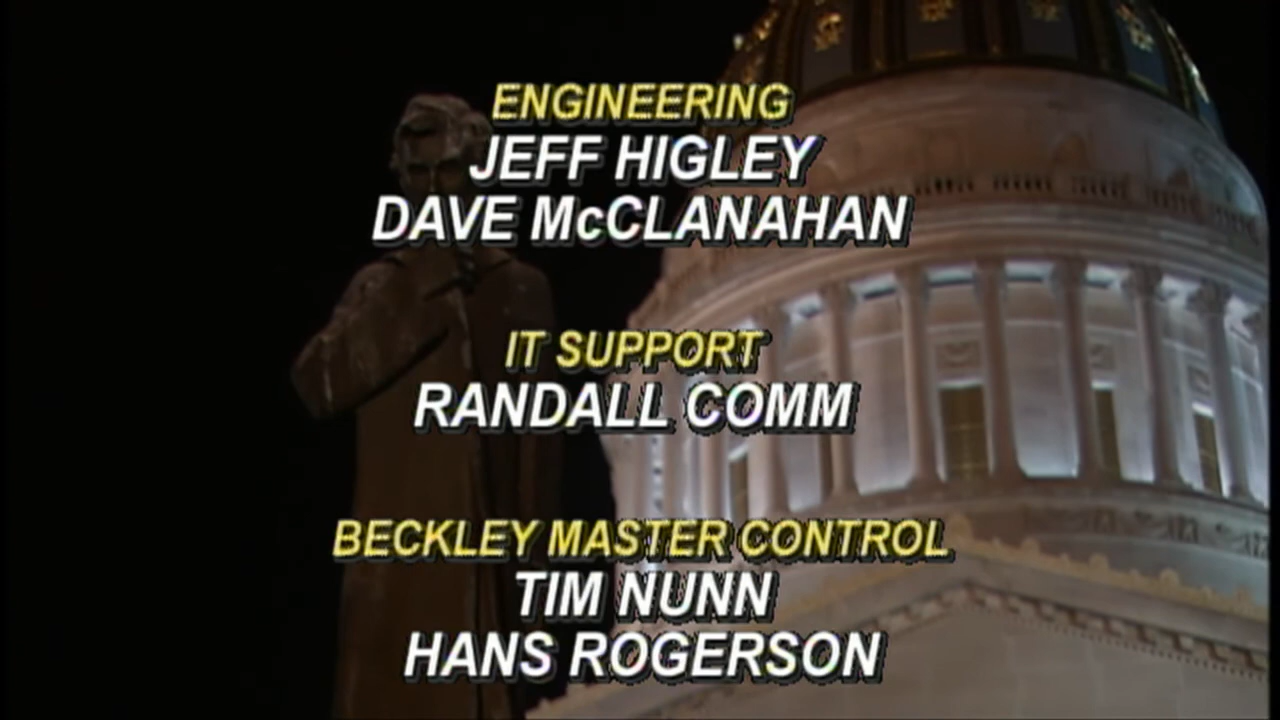 ENGINEERING
JEFF HIGLEY
DAVE McCLANAHAN
IT SUPPORT
RANDALL COMM
BECKLEY MASTER CONTROL
TIM NUNN
HANS ROGERSON